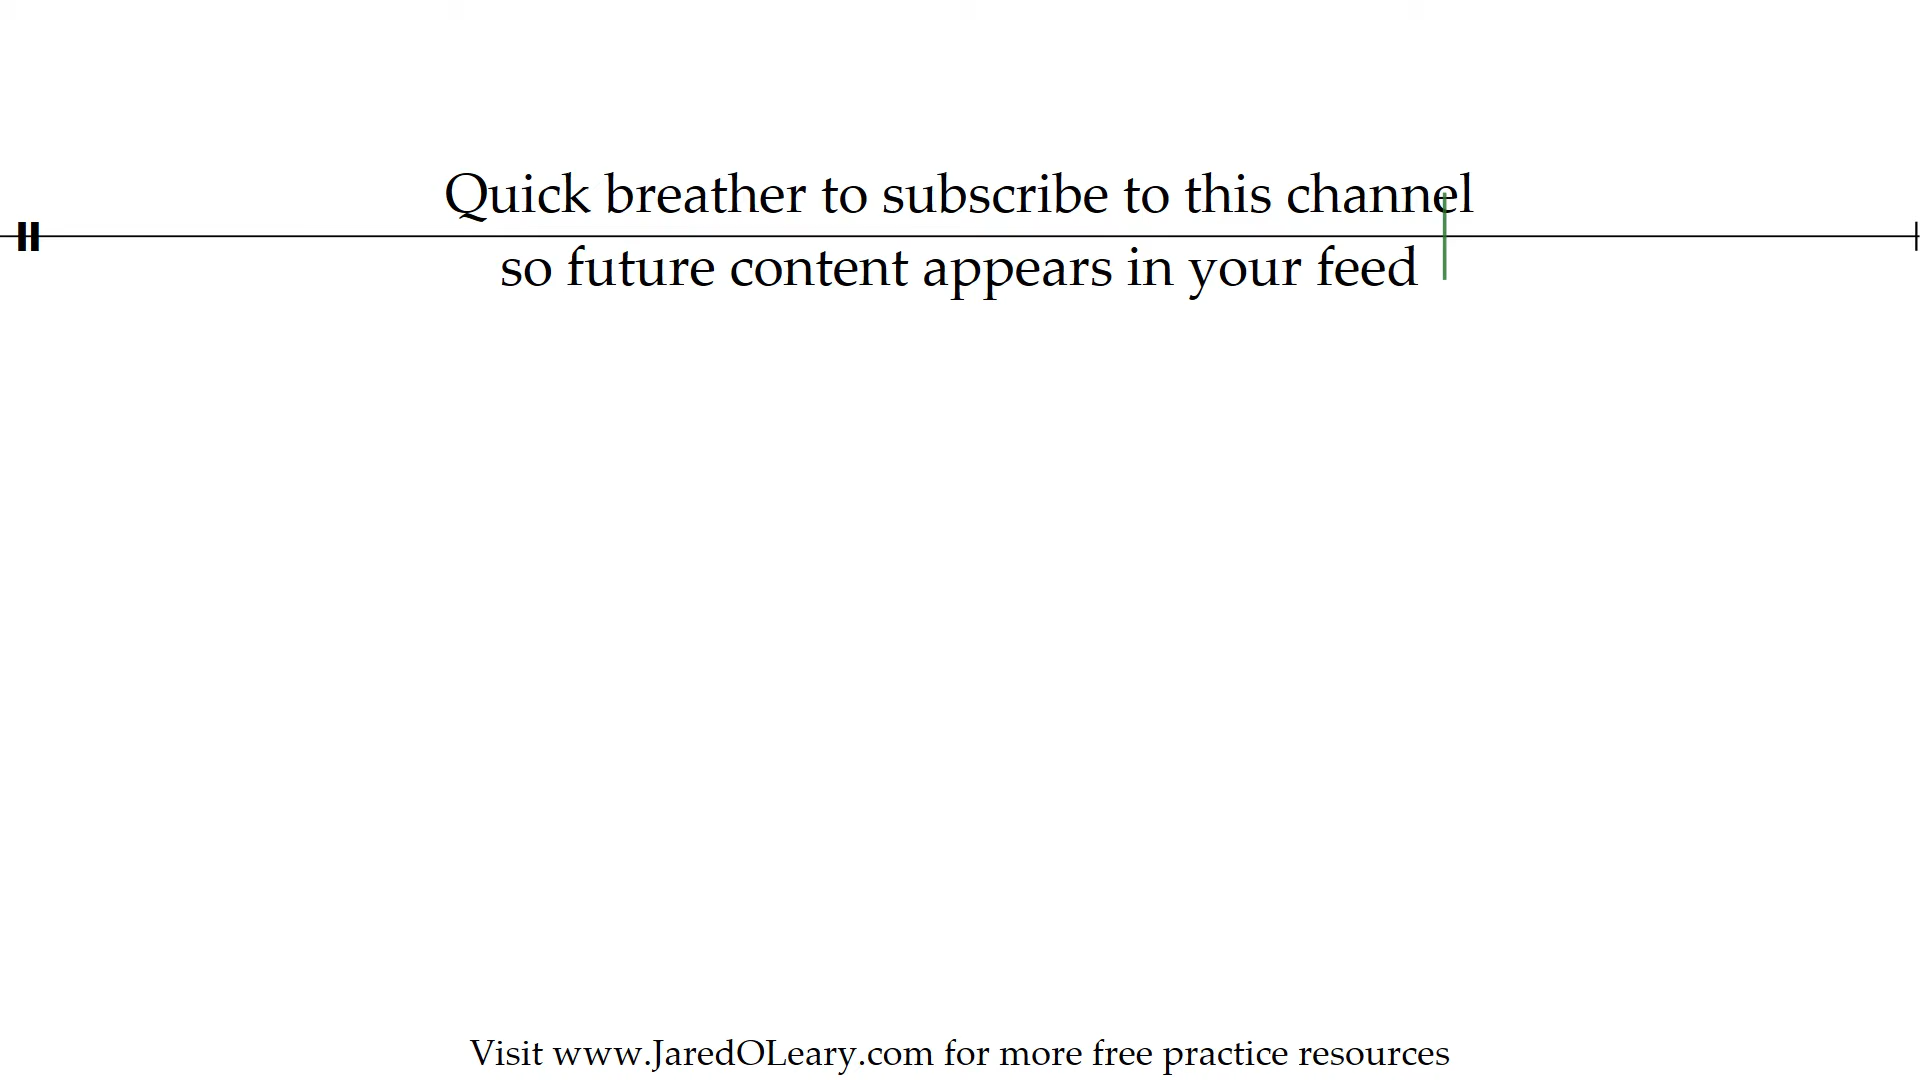 Quick breather to subscribe to this channel
so future content appears in your feed
Visit www.JaredOLeary.com for more free practice resources